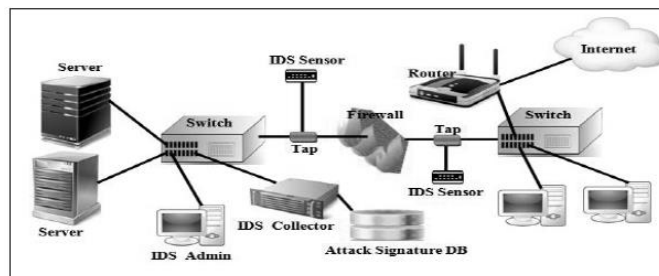 Server
IDS Sensor
Router
Internet
Switch
Firewall
Tap
Switch
Tap
IDS Sensor
Server
IDS Admin
IDS Collector
Attack Signature DB